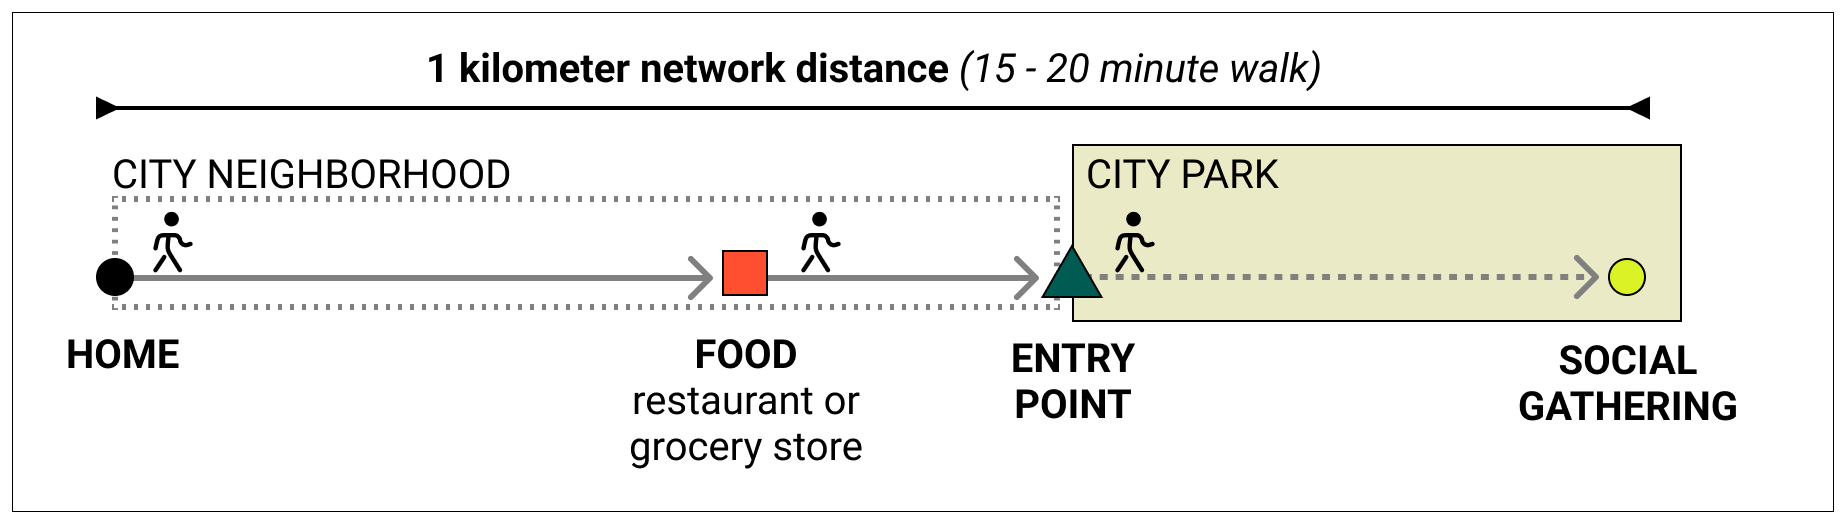 1 kilometer network distance (15 - 20 minute walk)
CITY NEIGHBORHOOD
CITY PARK
HOME
FOOD
restaurant or
grocery store
ENTRY
POINT
SOCIAL
GATHERING